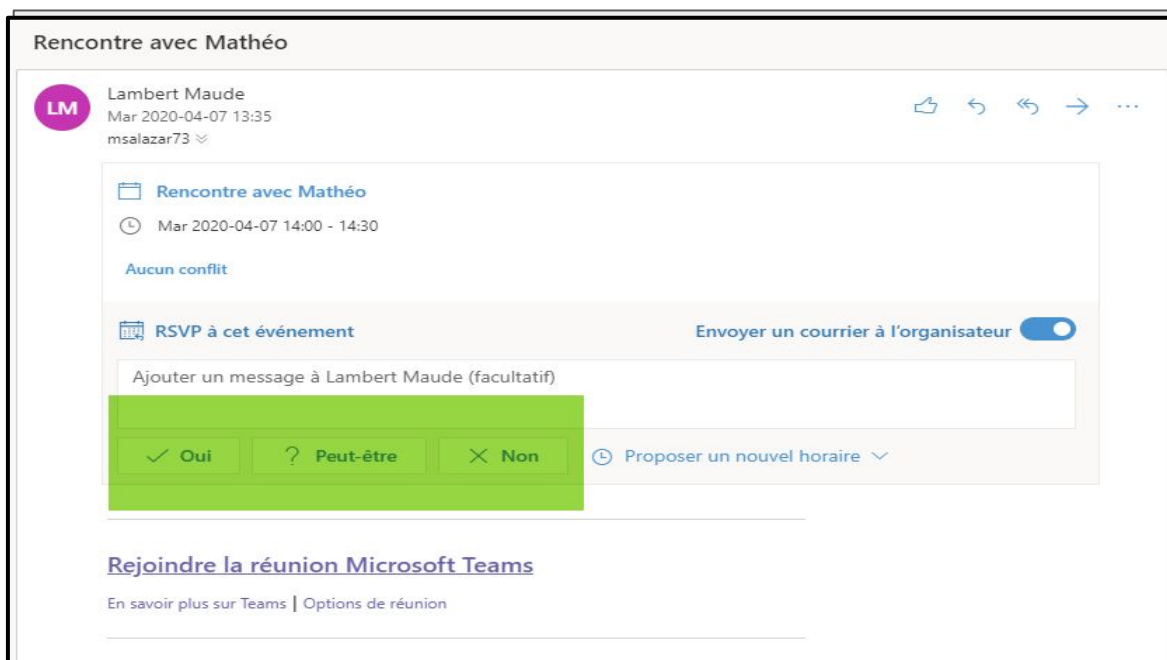 Rencontre avec Mathéo
LM
Lambert Maude
Mar 2020-04-07 13:35
msalazar73
Rencontre avec Mathéo
Mar 2020-04-07 14:00 - 14:30
Aucun conflit
RSVP à cet événement
Envoyer un courrier à l'organisateur
Ajouter un message à Lambert Maude (facultatif)
Oui ? Peut-être Non Proposer un nouvel horaire
Rejoindre la réunion Microsoft Teams
En savoir plus sur Teams | Options de réunion